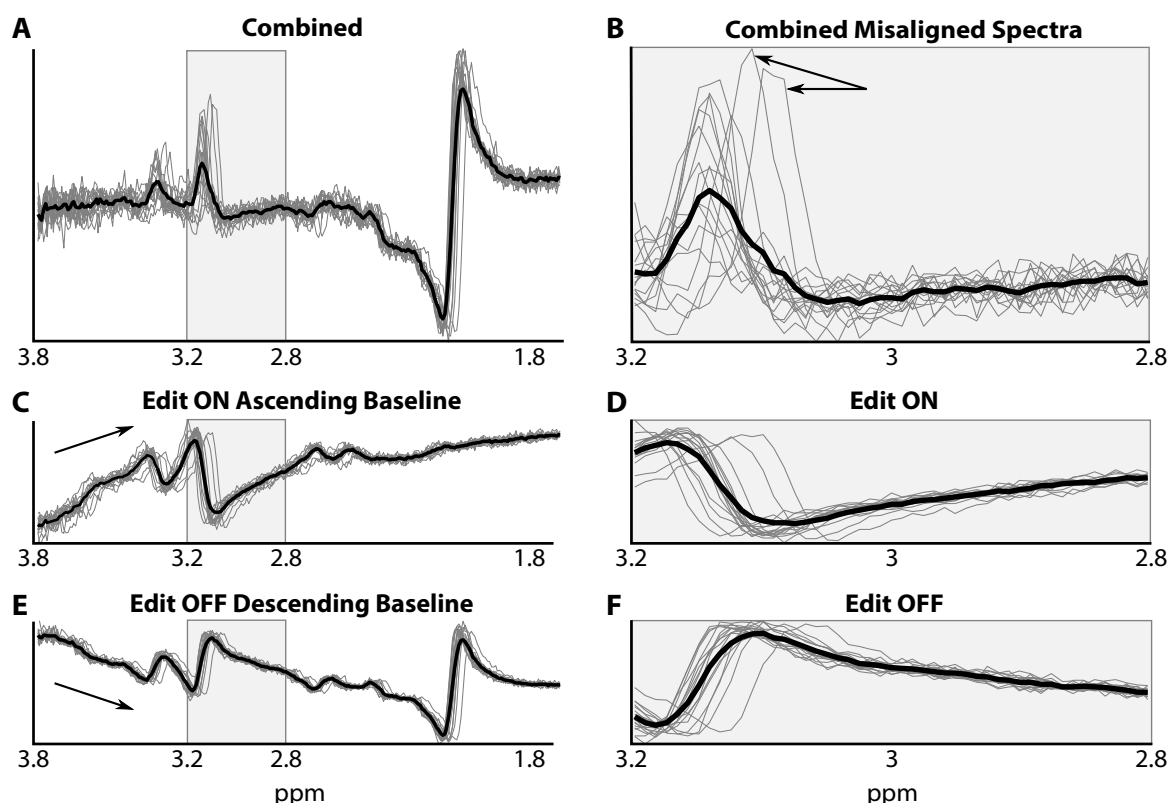 A Combined
3.8 3.2 2.8 1.8
B Combined Misaligned Spectra
3.2 3 2.8
C Edit ON Ascending Baseline
3.8 3.2 2.8 1.8
D Edit ON
3.2 3 2.8
E Edit OFF Descending Baseline
3.8 3.2 2.8 1.8
ppm
F Edit OFF
3.2 3 2.8
ppm